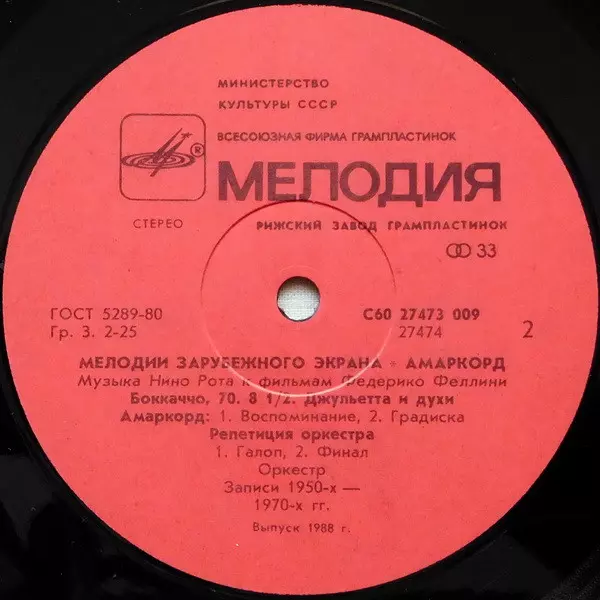 МИНИСТЕРСТВО
КУЛЬТУРЫ СССР
ВСЕСОЮЗНАЯ ФИРМА ГРАМПЛАСТИНОК
®
МЕЛОДИЯ
СТЕРЕО
РИЖСКИЙ ЗАВОД ГРАМПЛАСТИНОК
33
ГОСТ 5289-80
Гр. 3. 2-25
С60 27473 009
27474
2
МЕЛОДИИ ЗАРУБЕЖНОГО ЭКРАНА • АМАРКОРД
Музыка Нино Рота к фильмам Федерико Феллини
Боккаччо, 70. 8 1/2. Джульетта и духи
Амаркорд: 1. Воспоминание, 2. Градиска
Репетиция оркестра
1. Галоп, 2. Финал
Оркестр
Записи 1950-х —
1970-х гг.
Выпуск 1988 г.